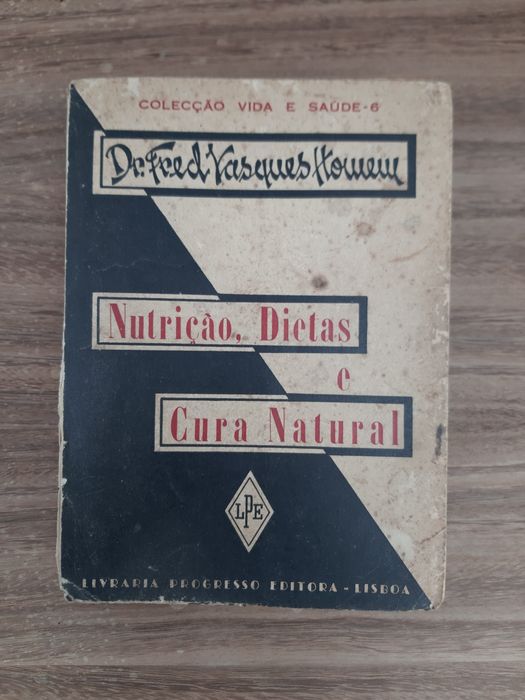 COLECÇÃO VIDA E SAÚDE-6
Dr. Fred Vasques Homem
Nutrição, Dietas
e
Cura Natural
LPE
LIVRARIA PROGRESSO EDITORA - LISBOA